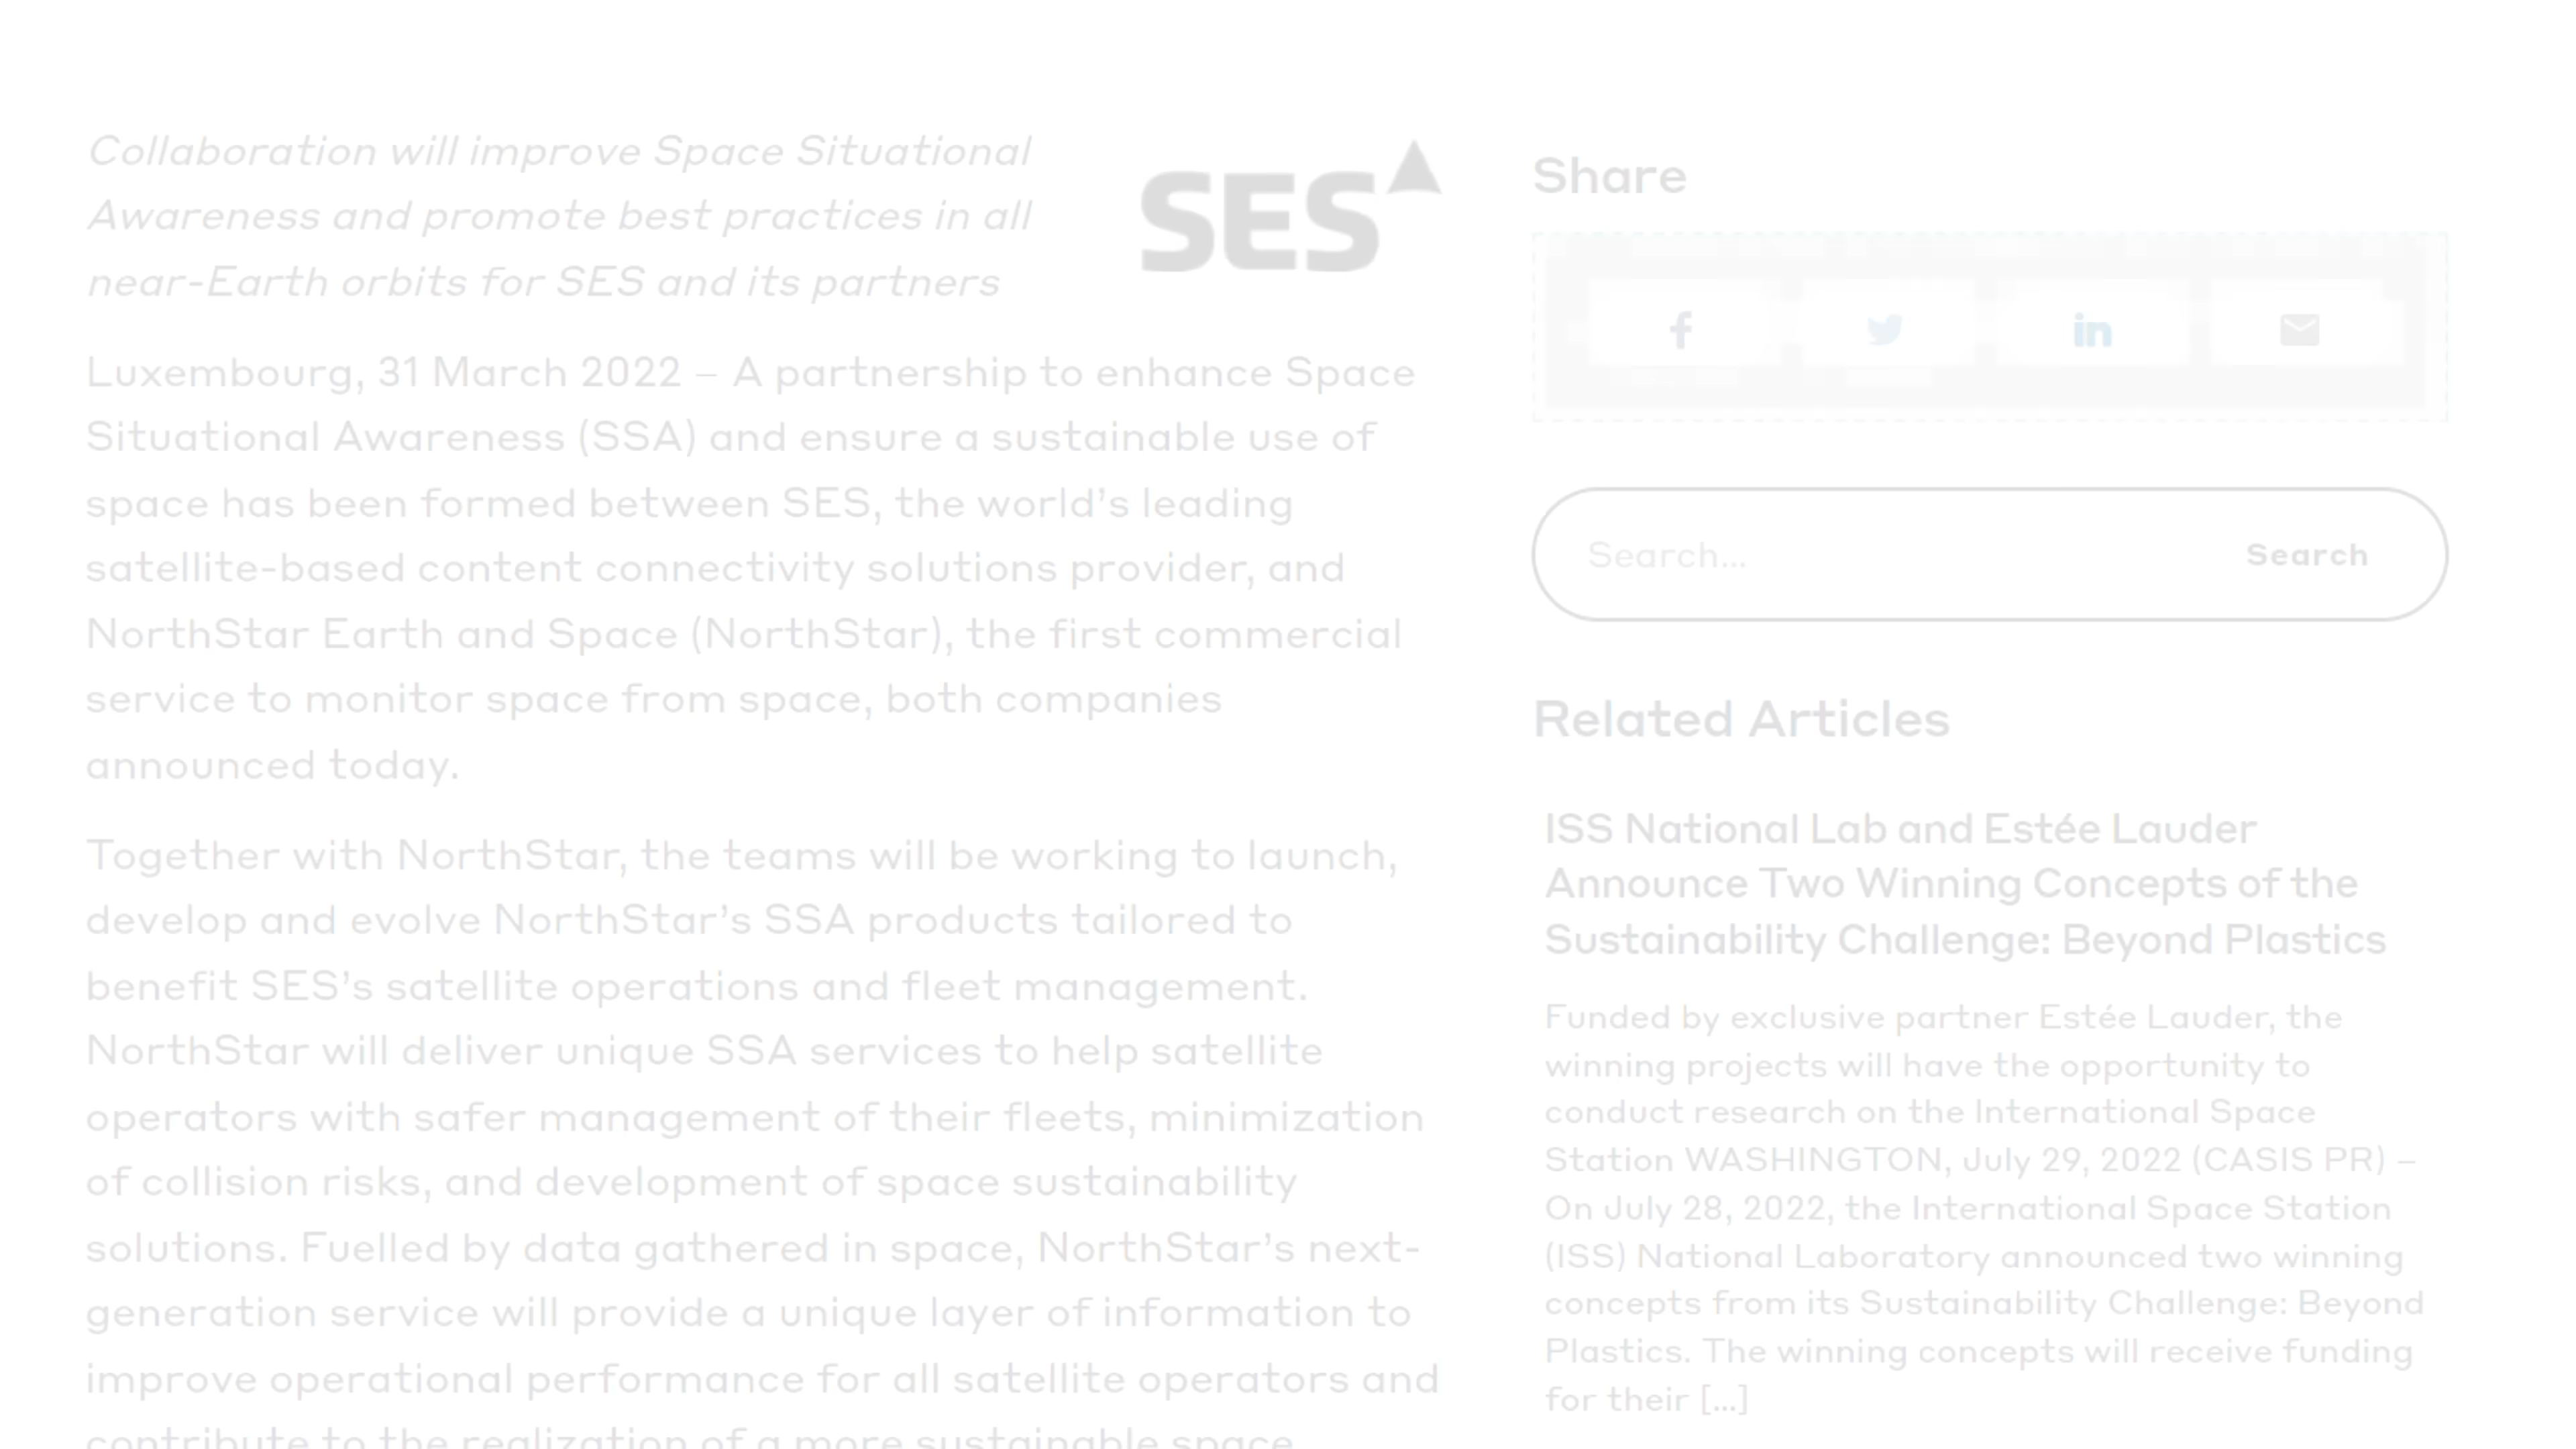 Collaboration will improve Space Situational
Awareness and promote best practices in all
near-Earth orbits for SES and its partners
SES
Luxembourg, 31 March 2022 – A partnership to enhance Space
Situational Awareness (SSA) and ensure a sustainable use of
space has been formed between SES, the world’s leading
satellite-based content connectivity solutions provider, and
NorthStar Earth and Space (NorthStar), the first commercial
service to monitor space from space, both companies
announced today.
Together with NorthStar, the teams will be working to launch,
develop and evolve NorthStar’s SSA products tailored to
benefit SES’s satellite operations and fleet management.
NorthStar will deliver unique SSA services to help satellite
operators with safer management of their fleets, minimization
of collision risks, and development of space sustainability
solutions. Fuelled by data gathered in space, NorthStar’s next-
generation service will provide a unique layer of information to
improve operational performance for all satellite operators and
contribute to the realization of a more sustainable space
Share
Search...
Search
Related Articles
ISS National Lab and Estée Lauder
Announce Two Winning Concepts of the
Sustainability Challenge: Beyond Plastics
Funded by exclusive partner Estée Lauder, the
winning projects will have the opportunity to
conduct research on the International Space
Station WASHINGTON, July 29, 2022 (CASIS PR) –
On July 28, 2022, the International Space Station
(ISS) National Laboratory announced two winning
concepts from its Sustainability Challenge: Beyond
Plastics. The winning concepts will receive funding
for their [...]